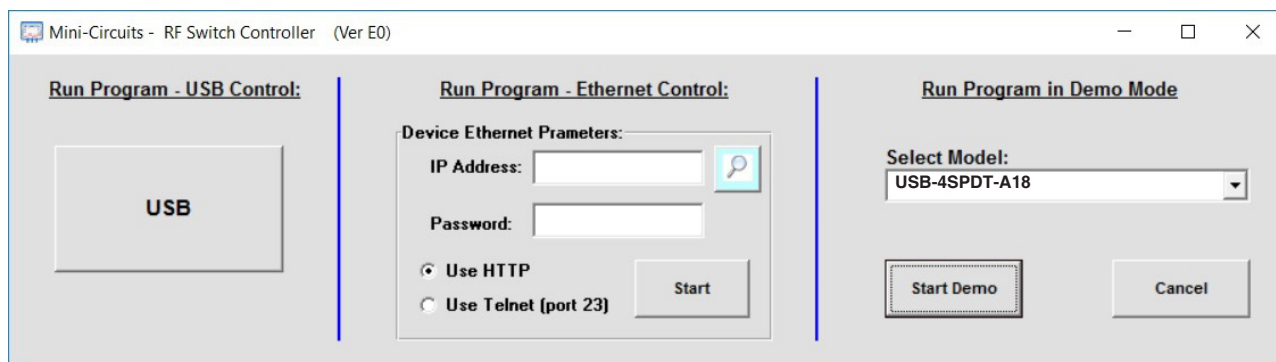 Mini-Circuits - RF Switch Controller (Ver E0)
Run Program - USB Control:
USB
Run Program - Ethernet Control:
Device Ethernet Prameters:
IP Address:
Password:
Use HTTP
Use Telnet (port 23)
Start
Run Program in Demo Mode
Select Model:
USB-4SPDT-A18
Start Demo
Cancel